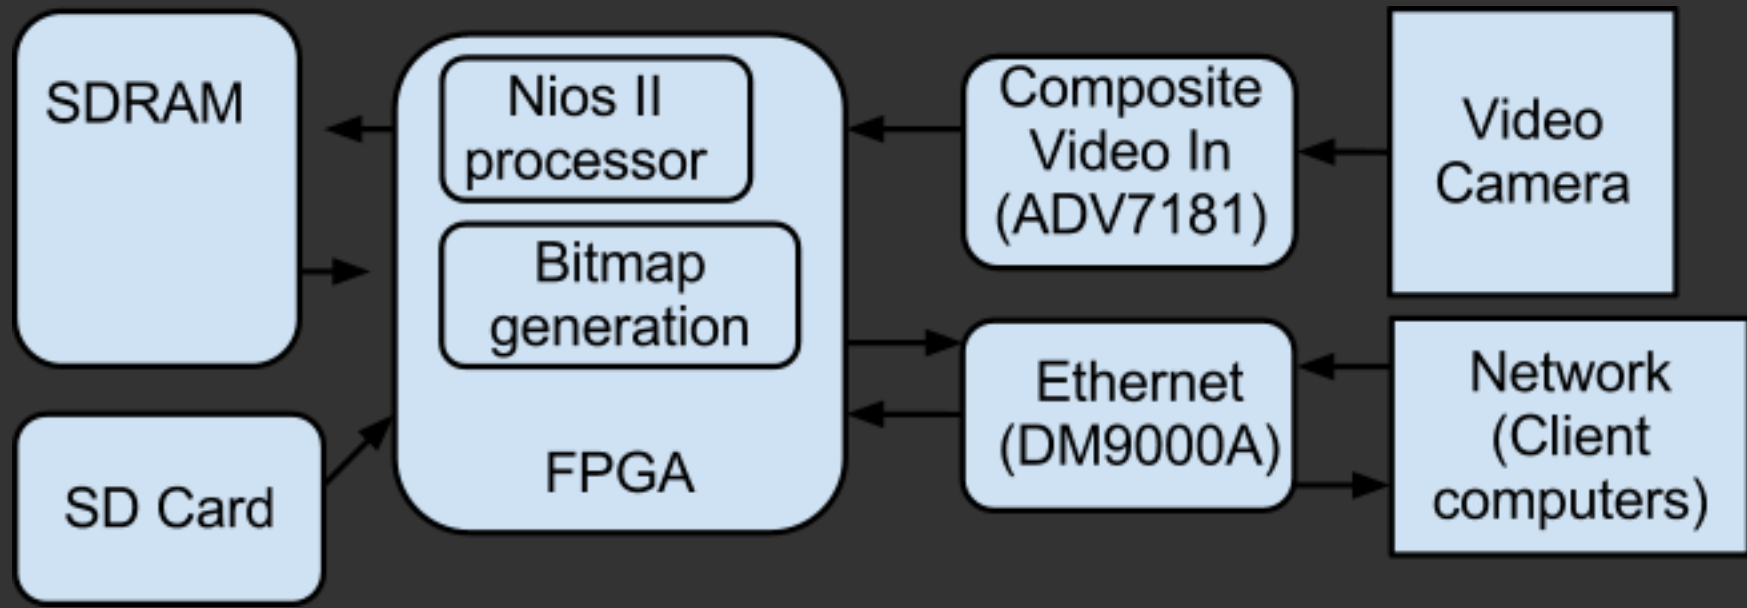 SDRAM
Nios II
processor
Bitmap
generation
FPGA
SD Card
Composite
Video In
(ADV7181)
Video
Camera
Ethernet
(DM9000A)
Network
(Client
computers)